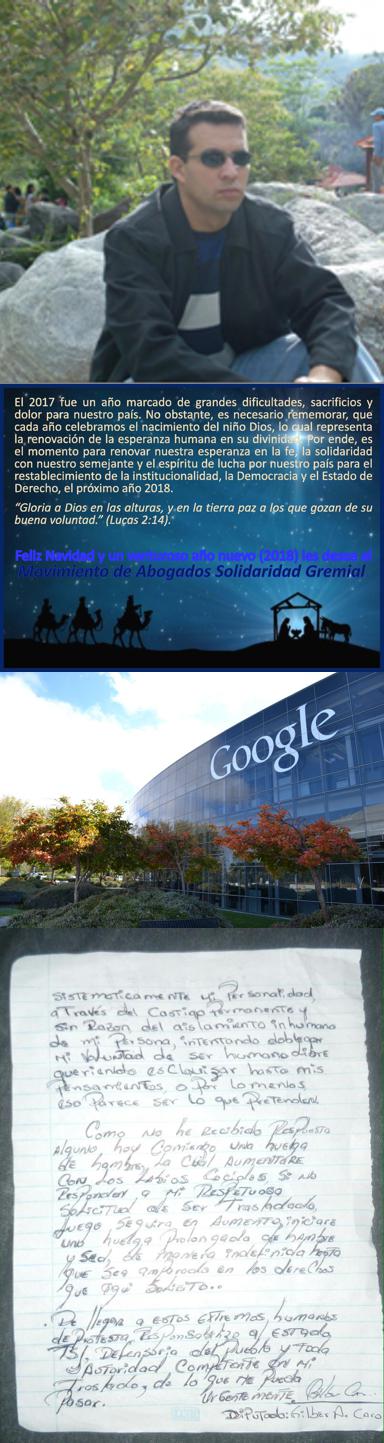 El 2017 fue un año marcado de grandes dificultades, sacrificios y
dolor para nuestro país. No obstante, es necesario rememorar, que
cada año celebramos el nacimiento del niño Dios, lo cual representa
la renovación de la esperanza humana en su divinidad. Por ende, es
el momento para renovar nuestra esperanza en la fe, la solidaridad
con nuestro semejante y el espíritu de lucha por nuestro país para el
restablecimiento de la institucionalidad, la Democracia y el Estado de
Derecho, el próximo año 2018.
“Gloria a Dios en las alturas, y en la tierra paz a los que gozan de su
buena voluntad.” (Lucas 2:14).
Feliz Navidad y un venturoso año nuevo (2018) les desea el
Movimiento de Abogados Solidaridad Gremial
Google
Sistematicamente mi Personalidad,
a Través del Castigo permanente y
sin Razon del aislamiento inhumano
de mi Persona, intentando doblegar
mi Voluntad de ser humano libre
queriendo esclavizar hasta mis
Pensamientos, o Por lo menos
eso Parece ser lo que Pretenden.
Como no he Recibido Respuesta
Alguna hoy Comienzo una huelga
de hambre, la Cual Aumentare
Con los Labios Cocidos, Si no
Responden a mi Respetuosa
Solicitud de Ser Trasladado,
luego Seguira en Aumento, iniciare
una huelga Prolongada de hambre
y Sed, de manera indefinida hasta
que Sea amparado en los derechos
que aqui Solicito..
. De llegar a estos extremos humanos
de Protesta, Responsabilizo al Estado
TSJ, Defensoria del pueblo y Toda
Autoridad Competente en mi
Traslado, de lo que me Pueda
Pasar. Urgentemente,
Diputado: Gilber A. Caro